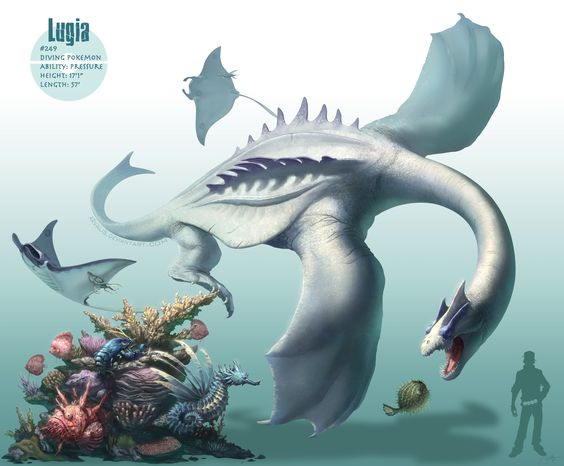 Lugia
#249
DIVING POKEMON
ABILITY: PRESSURE
HEIGHT: 17'1"
LENGTH: 57'